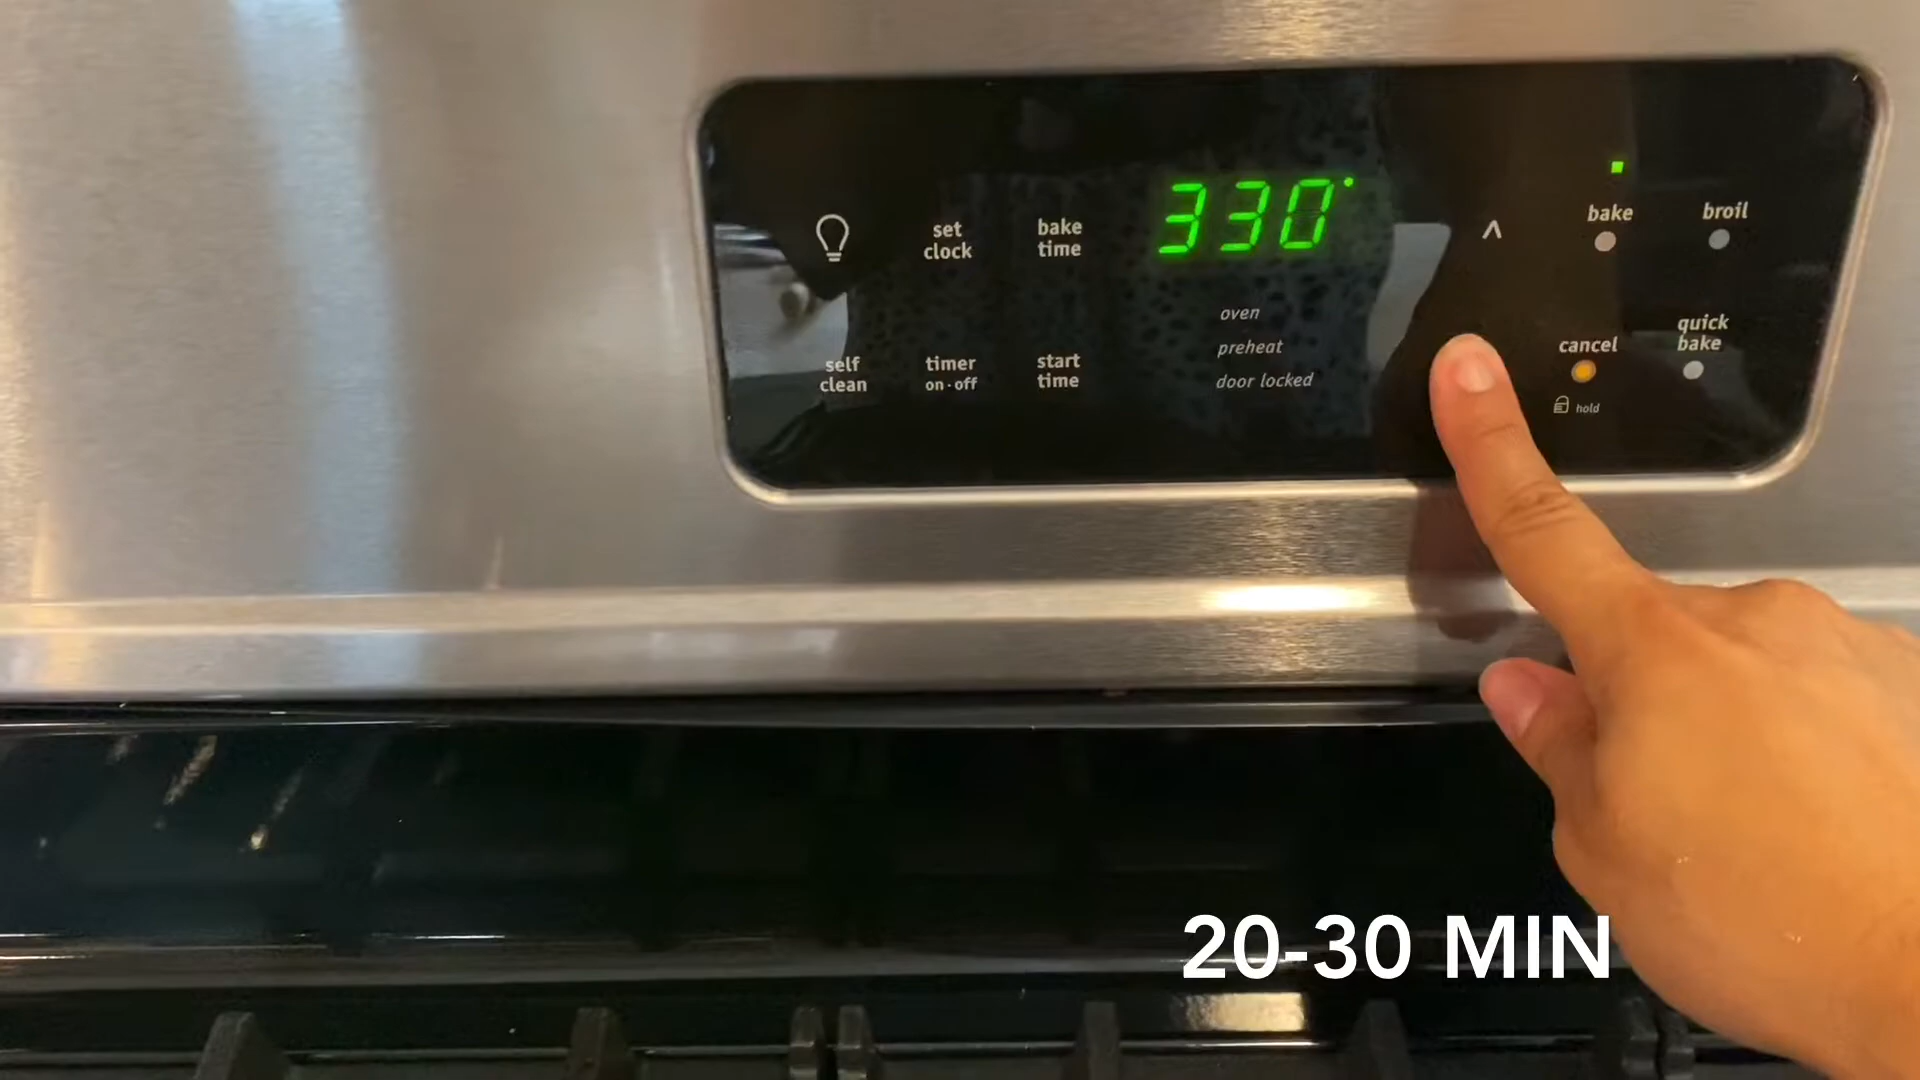 330°
set
clock
bake
time
^
bake
broil
oven
preheat
door locked
self
clean
timer
on·off
start
time
cancel
hold
quick
bake
20-30 MIN